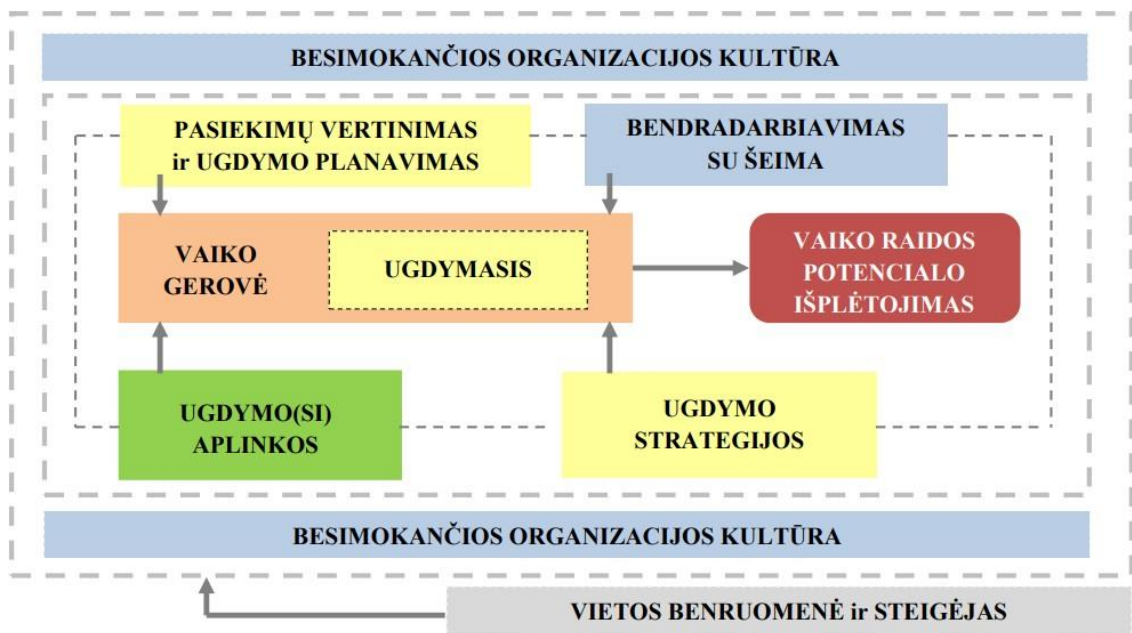 BESIMOKANČIOS ORGANIZACIJOS KULTŪRA
PASIEKIMŲ VERTINIMAS
ir UGDYMO PLANAVIMAS
BENDRADARBIAVIMAS
SU ŠEIMA
VAIKO
GEROVĖ
UGDYMASIS
VAIKO RAIDOS
POTENCIALO
IŠPLĖTOJIMAS
UGDYMO(SI)
APLINKOS
UGDYMO
STRATEGIJOS
BESIMOKANČIOS ORGANIZACIJOS KULTŪRA
VIETOS BENRUOMENĖ ir STEIGĖJAS